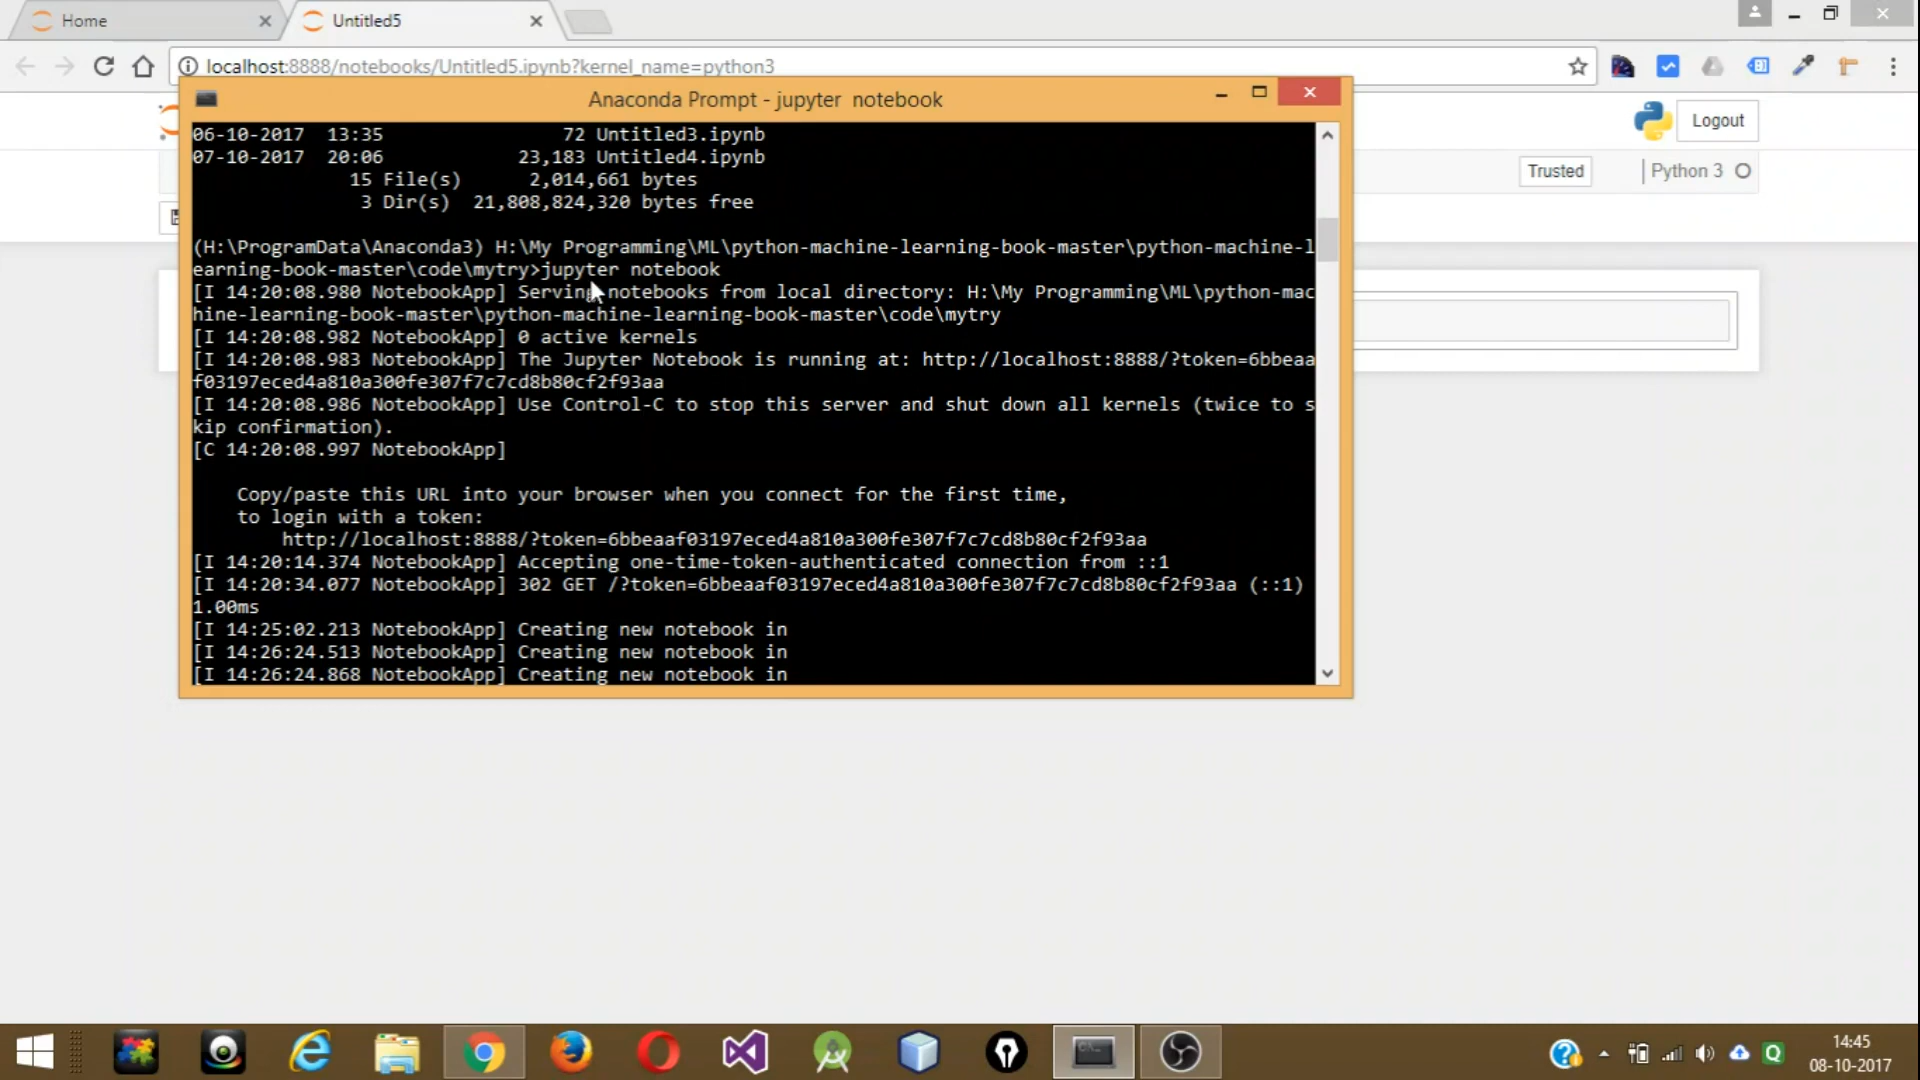 Home
Untitled5
localhost:8888/notebooks/Untitled5.ipynb?kernel_name=python3
Anaconda Prompt - jupyter  notebook
Logout
Trusted
Python 3
06-10-2017  13:35                72 Untitled3.ipynb
07-10-2017  20:06            23,183 Untitled4.ipynb
15 File(s)      2,014,661 bytes
3 Dir(s)  21,808,824,320 bytes free
(H:\ProgramData\Anaconda3) H:\My Programming\ML\python-machine-learning-book-master\python-machine-l
earning-book-master\code\mytry>jupyter notebook
[I 14:20:08.980 NotebookApp] Serving notebooks from local directory: H:\My Programming\ML\python-mac
hine-learning-book-master\python-machine-learning-book-master\code\mytry
[I 14:20:08.982 NotebookApp] 0 active kernels
[I 14:20:08.983 NotebookApp] The Jupyter Notebook is running at: http://localhost:8888/?token=6bbeaa
f03197eced4a810a300fe307f7c7cd8b80cf2f93aa
[I 14:20:08.986 NotebookApp] Use Control-C to stop this server and shut down all kernels (twice to s
kip confirmation).
[C 14:20:08.997 NotebookApp]
Copy/paste this URL into your browser when you connect for the first time,
to login with a token:
http://localhost:8888/?token=6bbeaaf03197eced4a810a300fe307f7c7cd8b80cf2f93aa
[I 14:20:14.374 NotebookApp] Accepting one-time-token-authenticated connection from ::1
[I 14:20:34.077 NotebookApp] 302 GET /?token=6bbeaaf03197eced4a810a300fe307f7c7cd8b80cf2f93aa (::1)
1.00ms
[I 14:25:02.213 NotebookApp] Creating new notebook in
[I 14:26:24.513 NotebookApp] Creating new notebook in
[I 14:26:24.868 NotebookApp] Creating new notebook in
14:45
08-10-2017